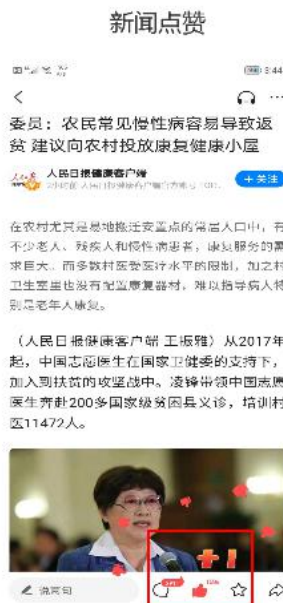 新闻点赞
3:44
委员：农民常见慢性病容易导致返
贫 建议向农村投放康复健康小屋
人民日报健康客户端
+ 关注
在农村尤其是易地搬迁安置点的常居人口中，有
不少老人、残疾人和慢性病患者，康复服务的需
求巨大。而多数村医受医疗水平的限制，加之村
卫生室里也没有配置康复器材，难以指导病人特
别是老年人康复。
（人民日报健康客户端 王振雅）从2017年
起，中国志愿医生在国家卫健委的支持下，
加入到扶贫的攻坚战中。凌锋带领中国志愿
医生奔赴200多国家级贫困县义诊，培训村
医11472人。
+1
说两句